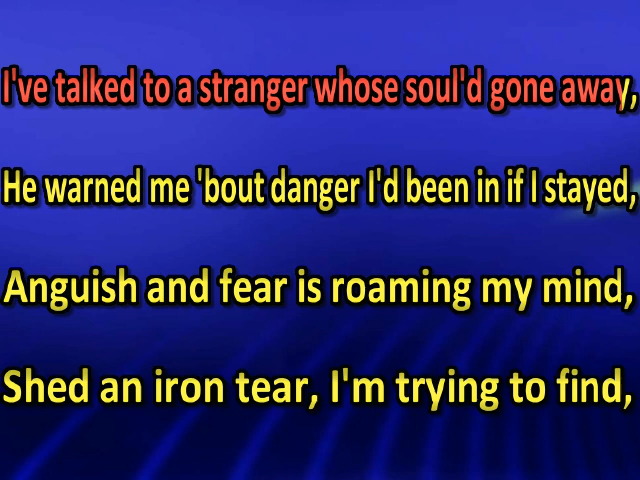 I've talked to a stranger whose soul'd gone away,
He warned me 'bout danger I'd been in if I stayed,
Anguish and fear is roaming my mind,
Shed an iron tear, I'm trying to find,